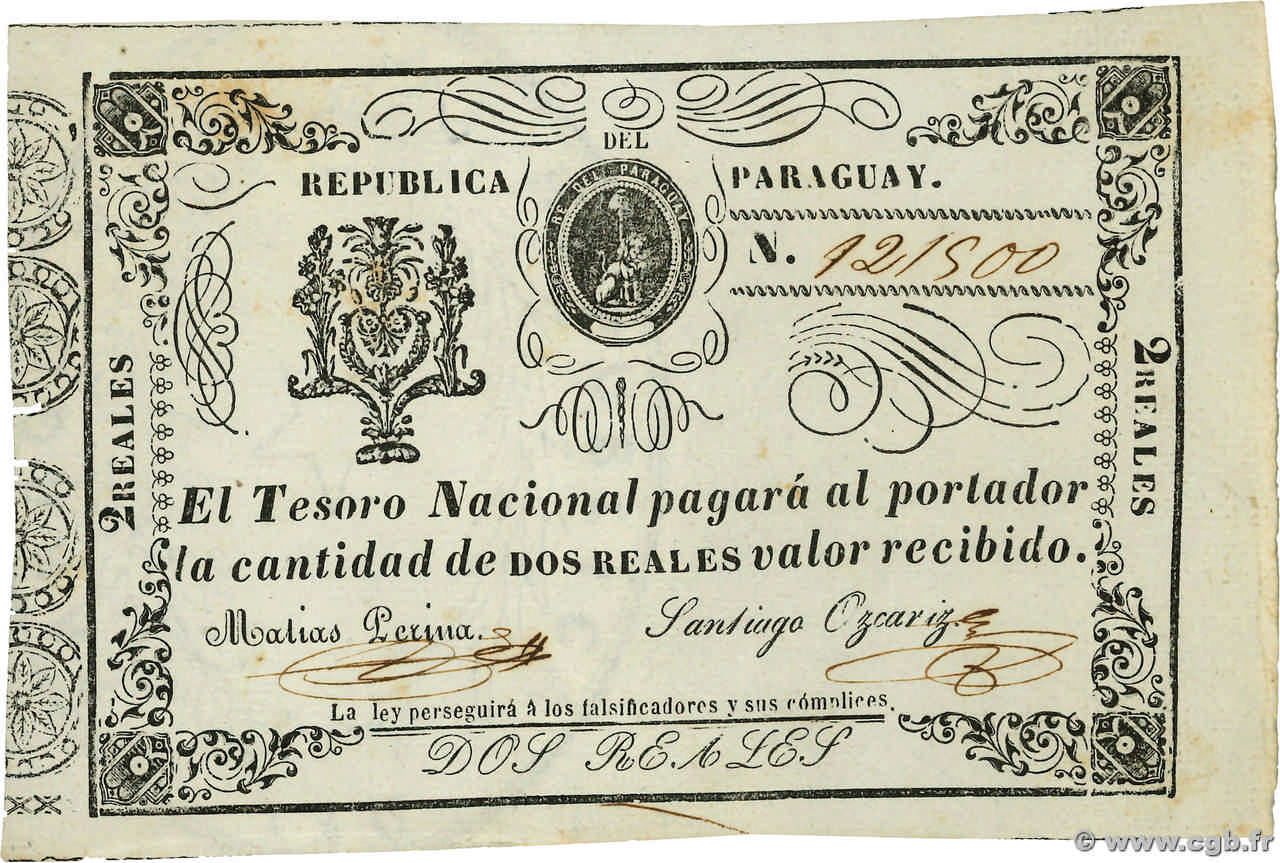 DEL
REPUBLICA PARAGUAY.
RE DEL PARAGUAY
N. 121500
2 REALES
2 REALES
El Tesoro Nacional pagará al portador
la cantidad de DOS REALES valor recibido.
Matias Perina. Santiago Ozcariz.
La ley perseguirá á los falsificadores y sus cómplices.
DOS REALES
XX
© www.cgb.fr